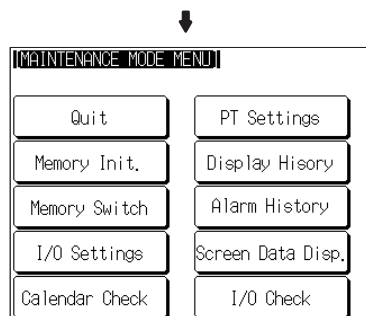 [MAINTENANCE MODE MENU]
Quit
PT Settings
Memory Init.
Display Hisory
Memory Switch
Alarm History
I/O Settings
Screen Data Disp.
Calendar Check
I/O Check